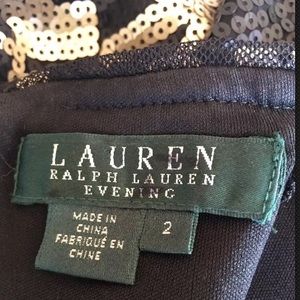 LAUREN
RALPH LAUREN
EVENING
MADE IN
CHINA
FABRIQUÉ EN
CHINE
2